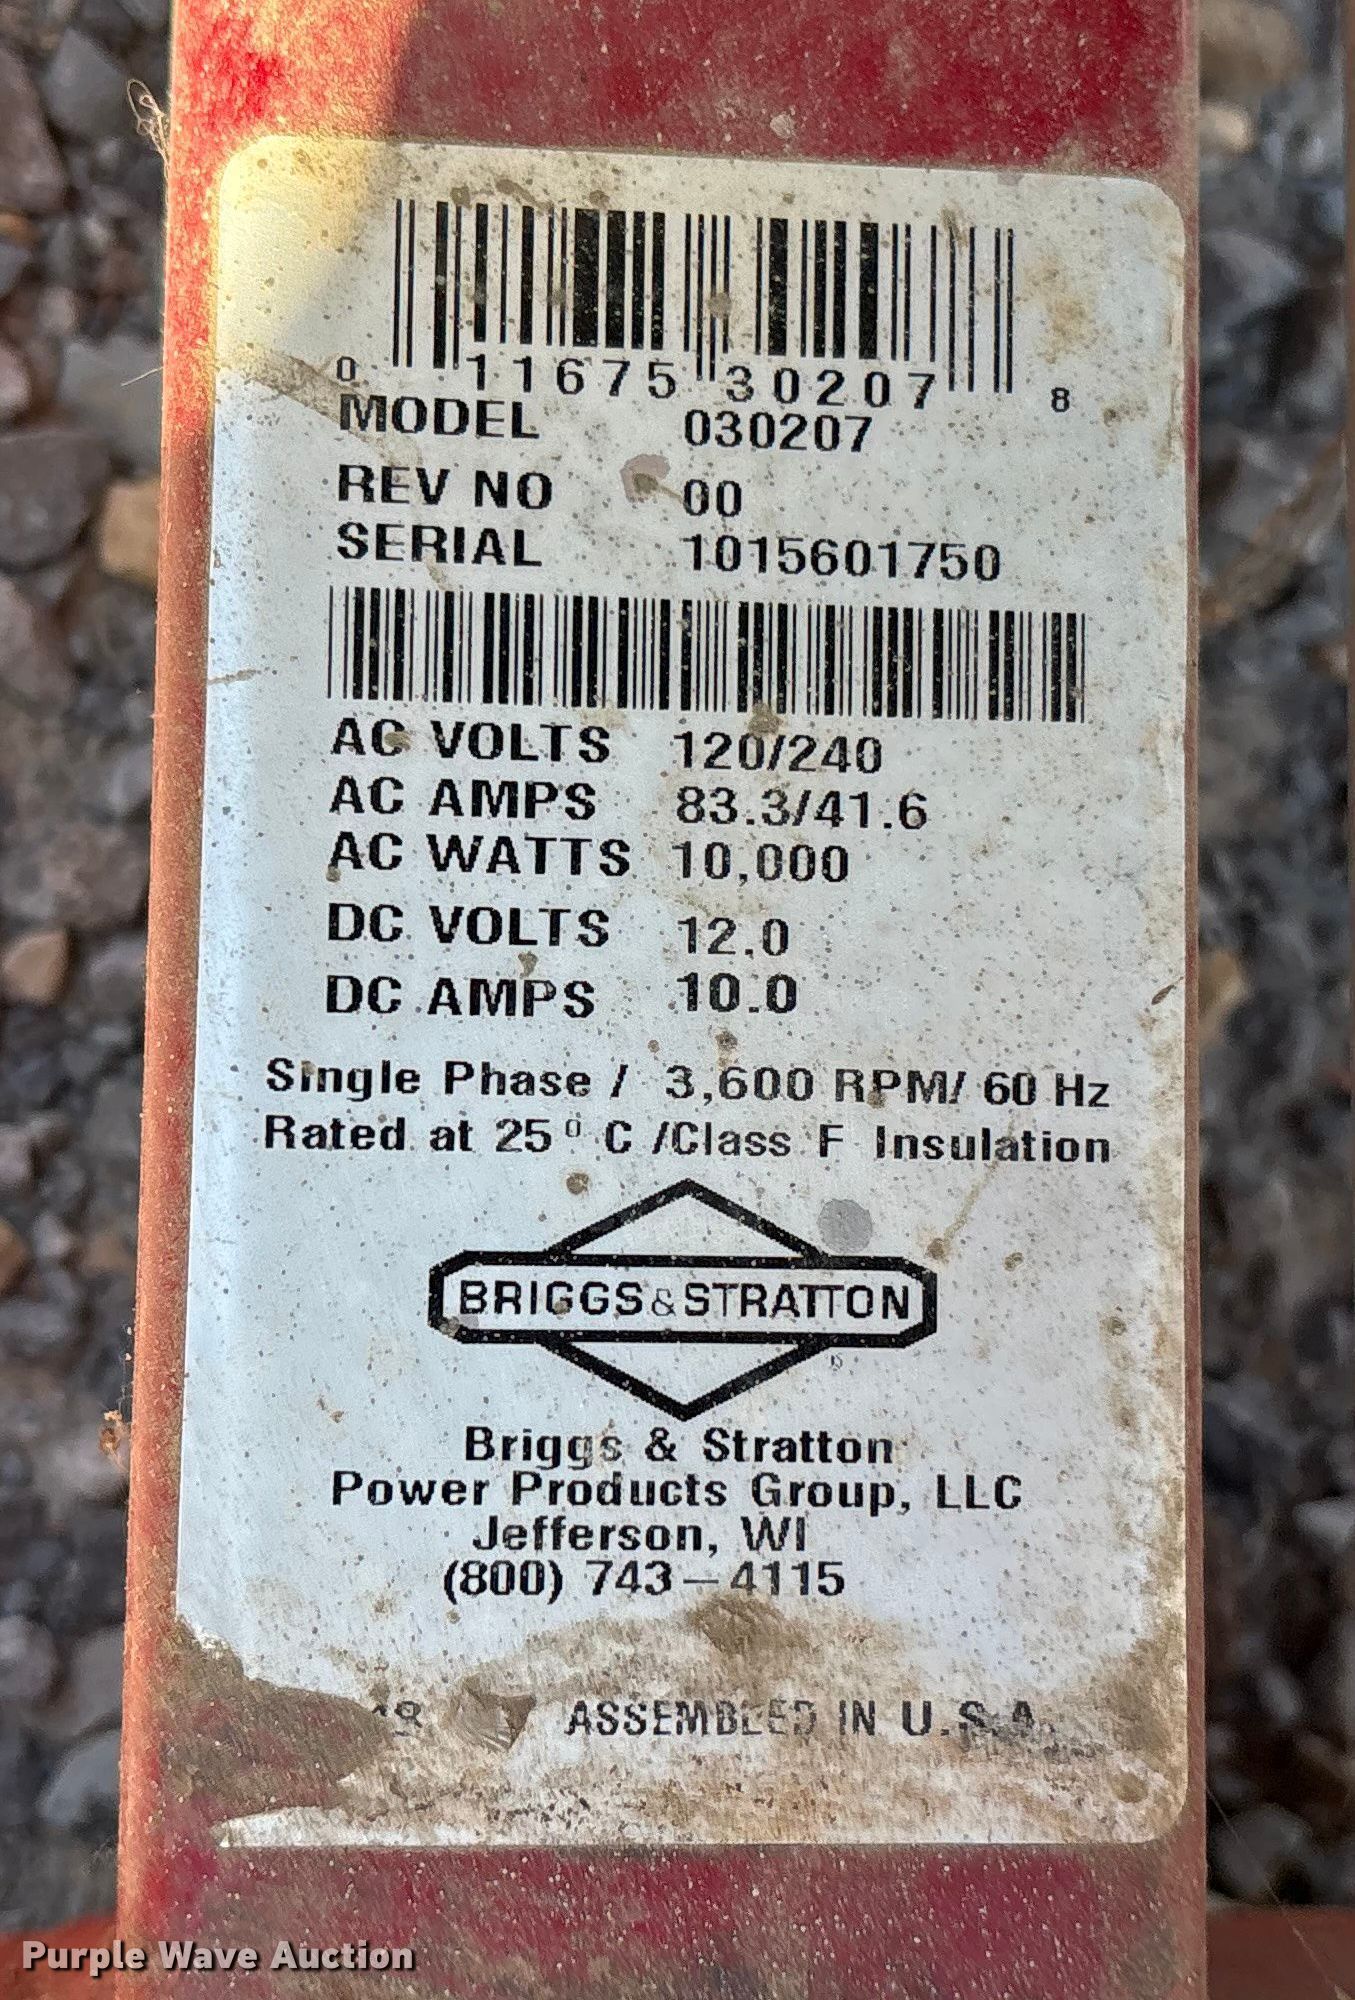 0 11675 30207 8
MODEL 030207
REV NO 00
SERIAL 1015601750
AC VOLTS 120/240
AC AMPS 83.3/41.6
AC WATTS 10,000
DC VOLTS 12.0
DC AMPS 10.0
Single Phase / 3,600 RPM/ 60 Hz
Rated at 25⁰ C /Class F Insulation
BRIGGS&STRATTON
Briggs & Stratton
Power Products Group, LLC
Jefferson, WI
(800) 743-4115
ASSEMBLED IN U.S.A.
Purple Wave Auction